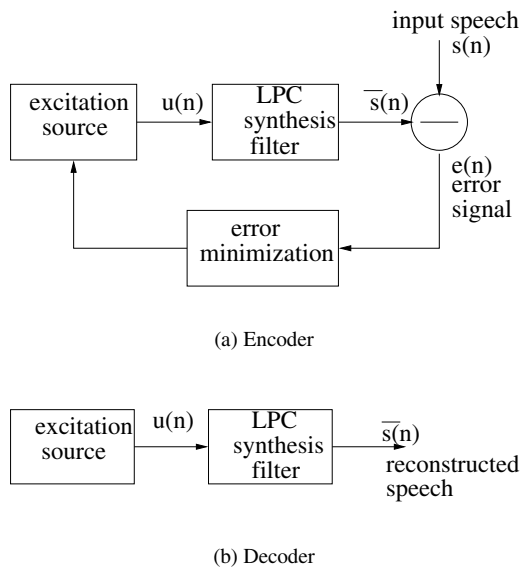 input speech
s(n)
excitation
source
u(n)
LPC
synthesis
filter
s̅(n)
e(n)
error
signal
error
minimization
(a) Encoder
excitation
source
u(n)
LPC
synthesis
filter
s̅(n)
reconstructed
speech
(b) Decoder